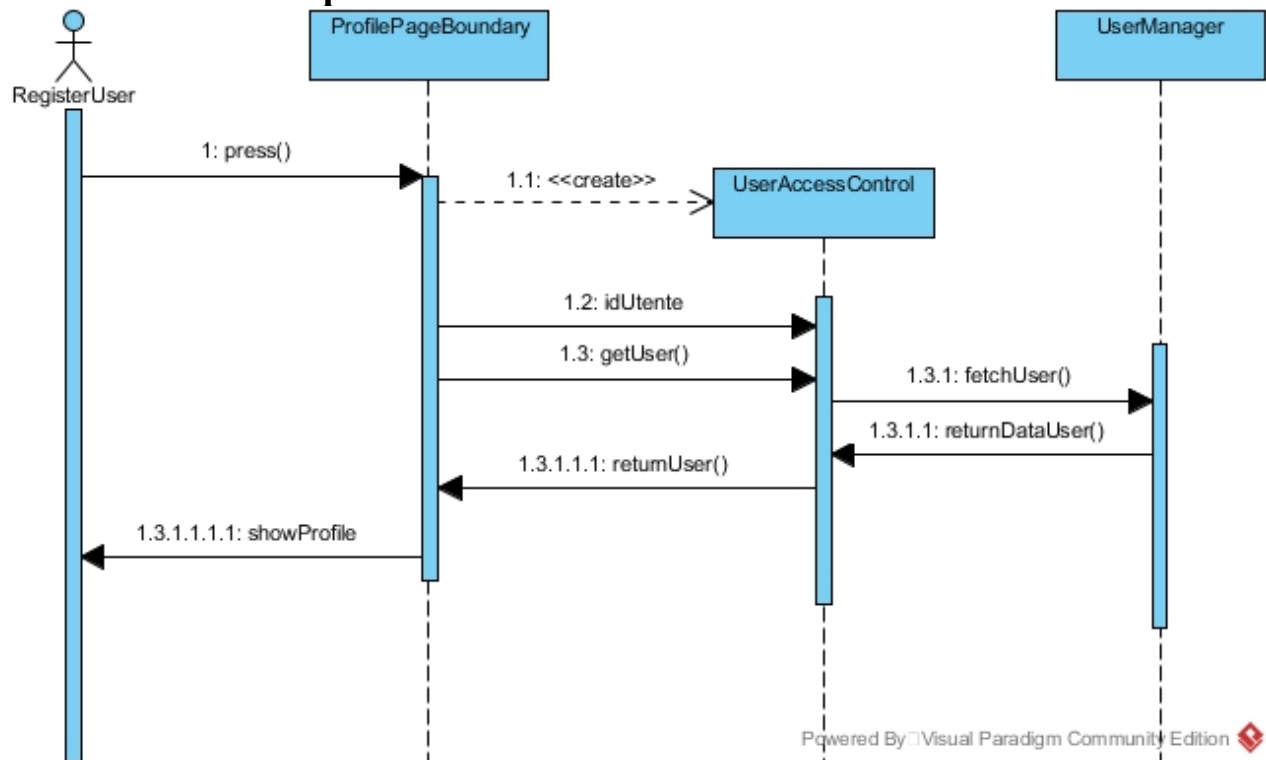 ProfilePageBoundary
UserManager
RegisterUser
1: press()
1.1: <<create>>
UserAccessControl
1.2: idUtente
1.3: getUser()
1.3.1: fetchUser()
1.3.1.1: returnDataUser()
1.3.1.1.1: returnUser()
1.3.1.1.1.1: showProfile
Powered By Visual Paradigm Community Edition